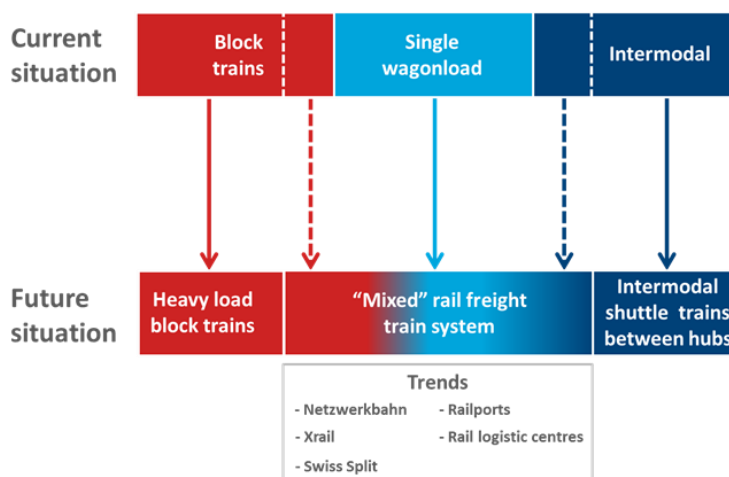 Current situation
Block trains
Single wagonload
Intermodal
Future situation
Heavy load block trains
“Mixed” rail freight train system
Intermodal shuttle trains between hubs
Trends
- Netzwerkbahn
- Railports
- Xrail
- Rail logistic centres
- Swiss Split